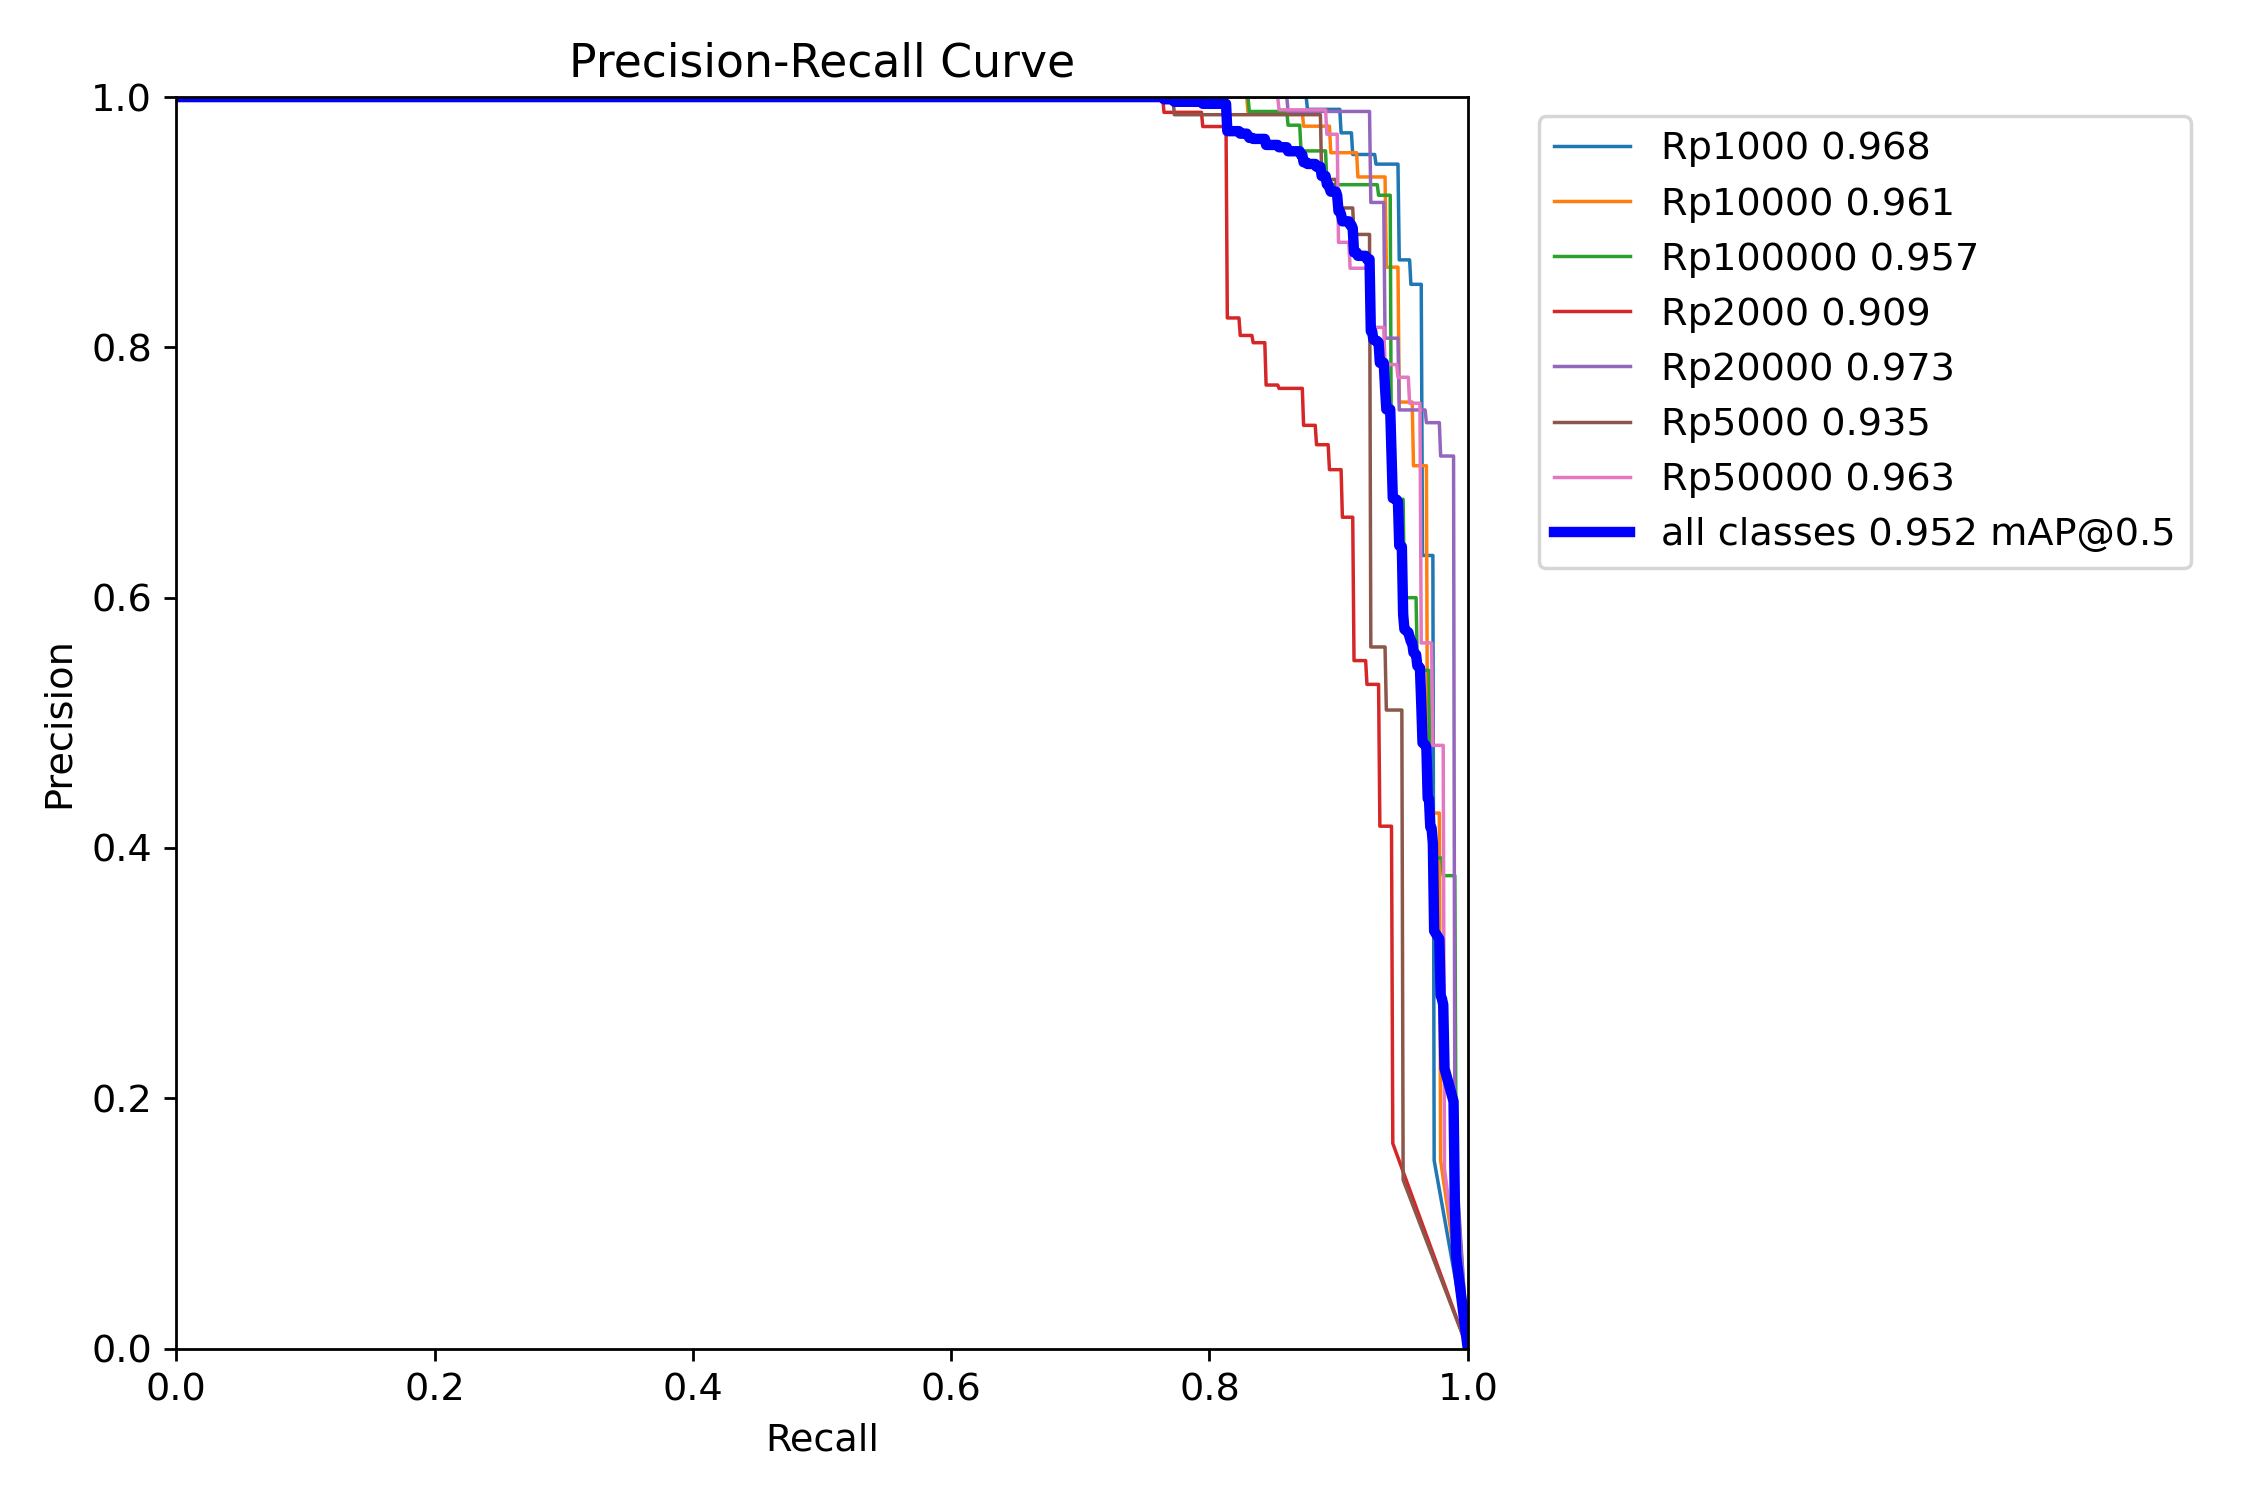 Precision-Recall Curve
1.0
0.8
0.6
0.4
0.2
0.0
Precision
0.0 0.2 0.4 0.6 0.8 1.0
Recall
Rp1000 0.968
Rp10000 0.961
Rp100000 0.957
Rp2000 0.909
Rp20000 0.973
Rp5000 0.935
Rp50000 0.963
all classes 0.952 mAP@0.5